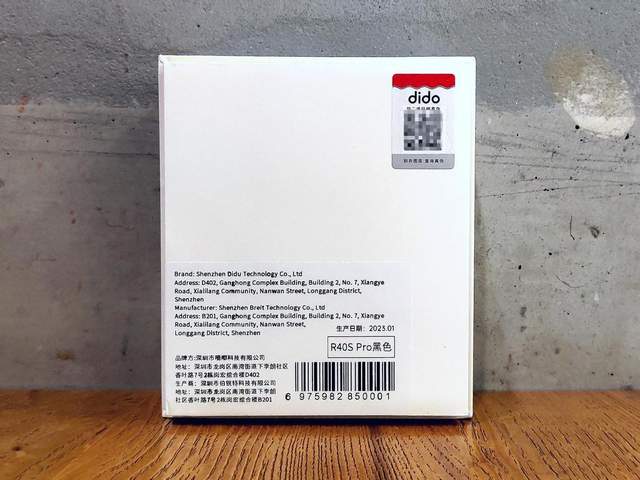 dido
Brand: Shenzhen Didu Technology Co., Ltd
Address: D402, Ganghong Complex Building, Building 2, No. 7, Xiangye
Road, Xialilang Community, Nanwan Street, Longgang District,
Shenzhen
Manufacturer: Shenzhen Breit Technology Co., Ltd
Address: B201, Ganghong Complex Building, Building 2, No. 7, Xiangye
Road, Xialilang Community, Nanwan Street,
Longgang District, Shenzhen
生产日期: 2023.01
R40S Pro黑色
品牌方: 深圳市嘀嘟科技有限公司
地址: 深圳市龙岗区南湾街道下李朗社区
香叶路7号2栋岗宏综合楼D402
生产商: 深圳市伯锐特科技有限公司
地址: 深圳市龙岗区南湾街道下李朗
社区香叶路7号2栋岗宏综合楼B201
6 975982 850001